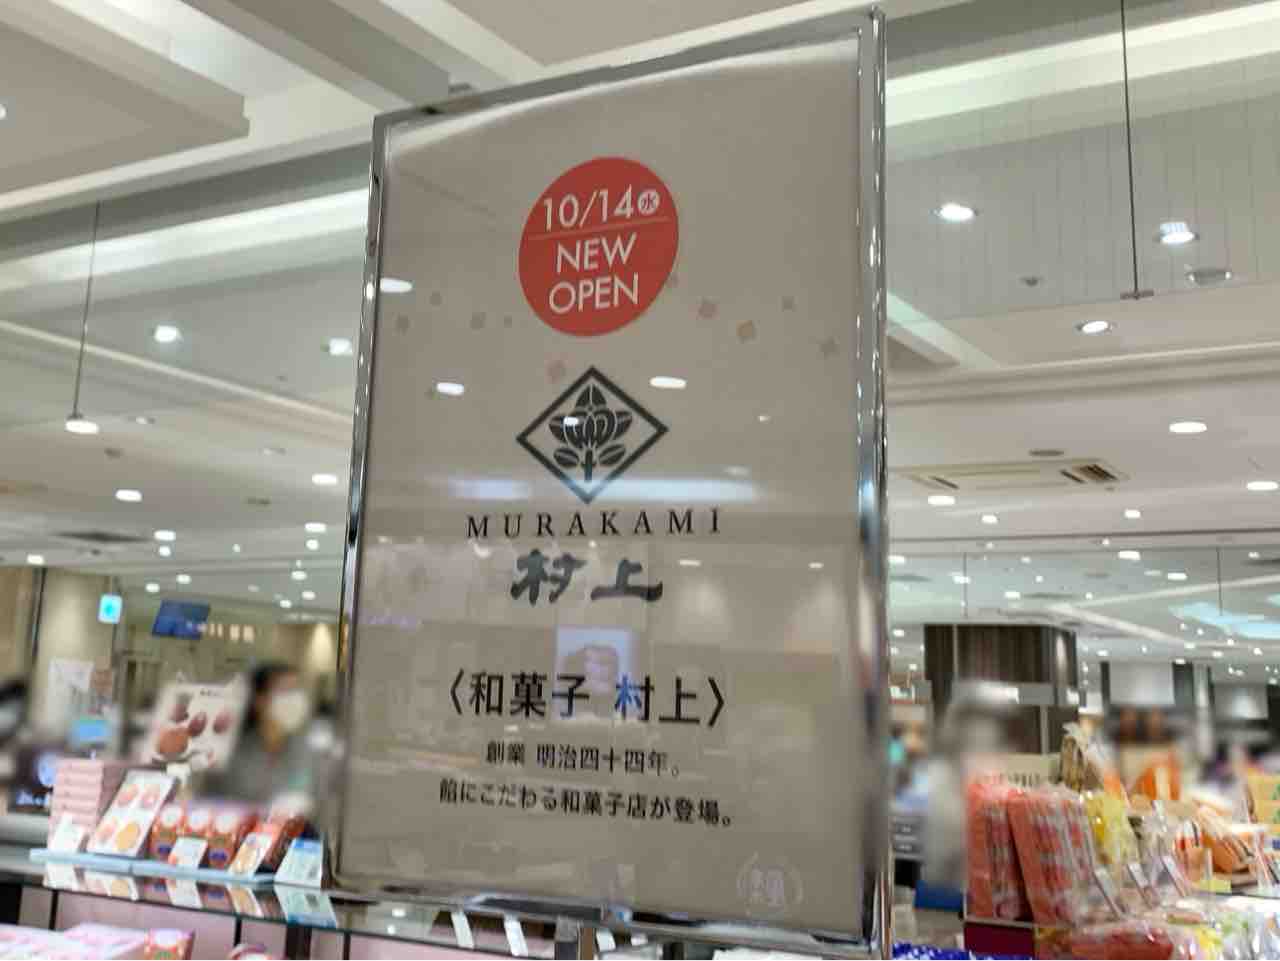 10/14水
NEW
OPEN
MURAKAMI
村上
〈和菓子 村上〉
創業 明治四十四年。
餡にこだわる和菓子店が登場。